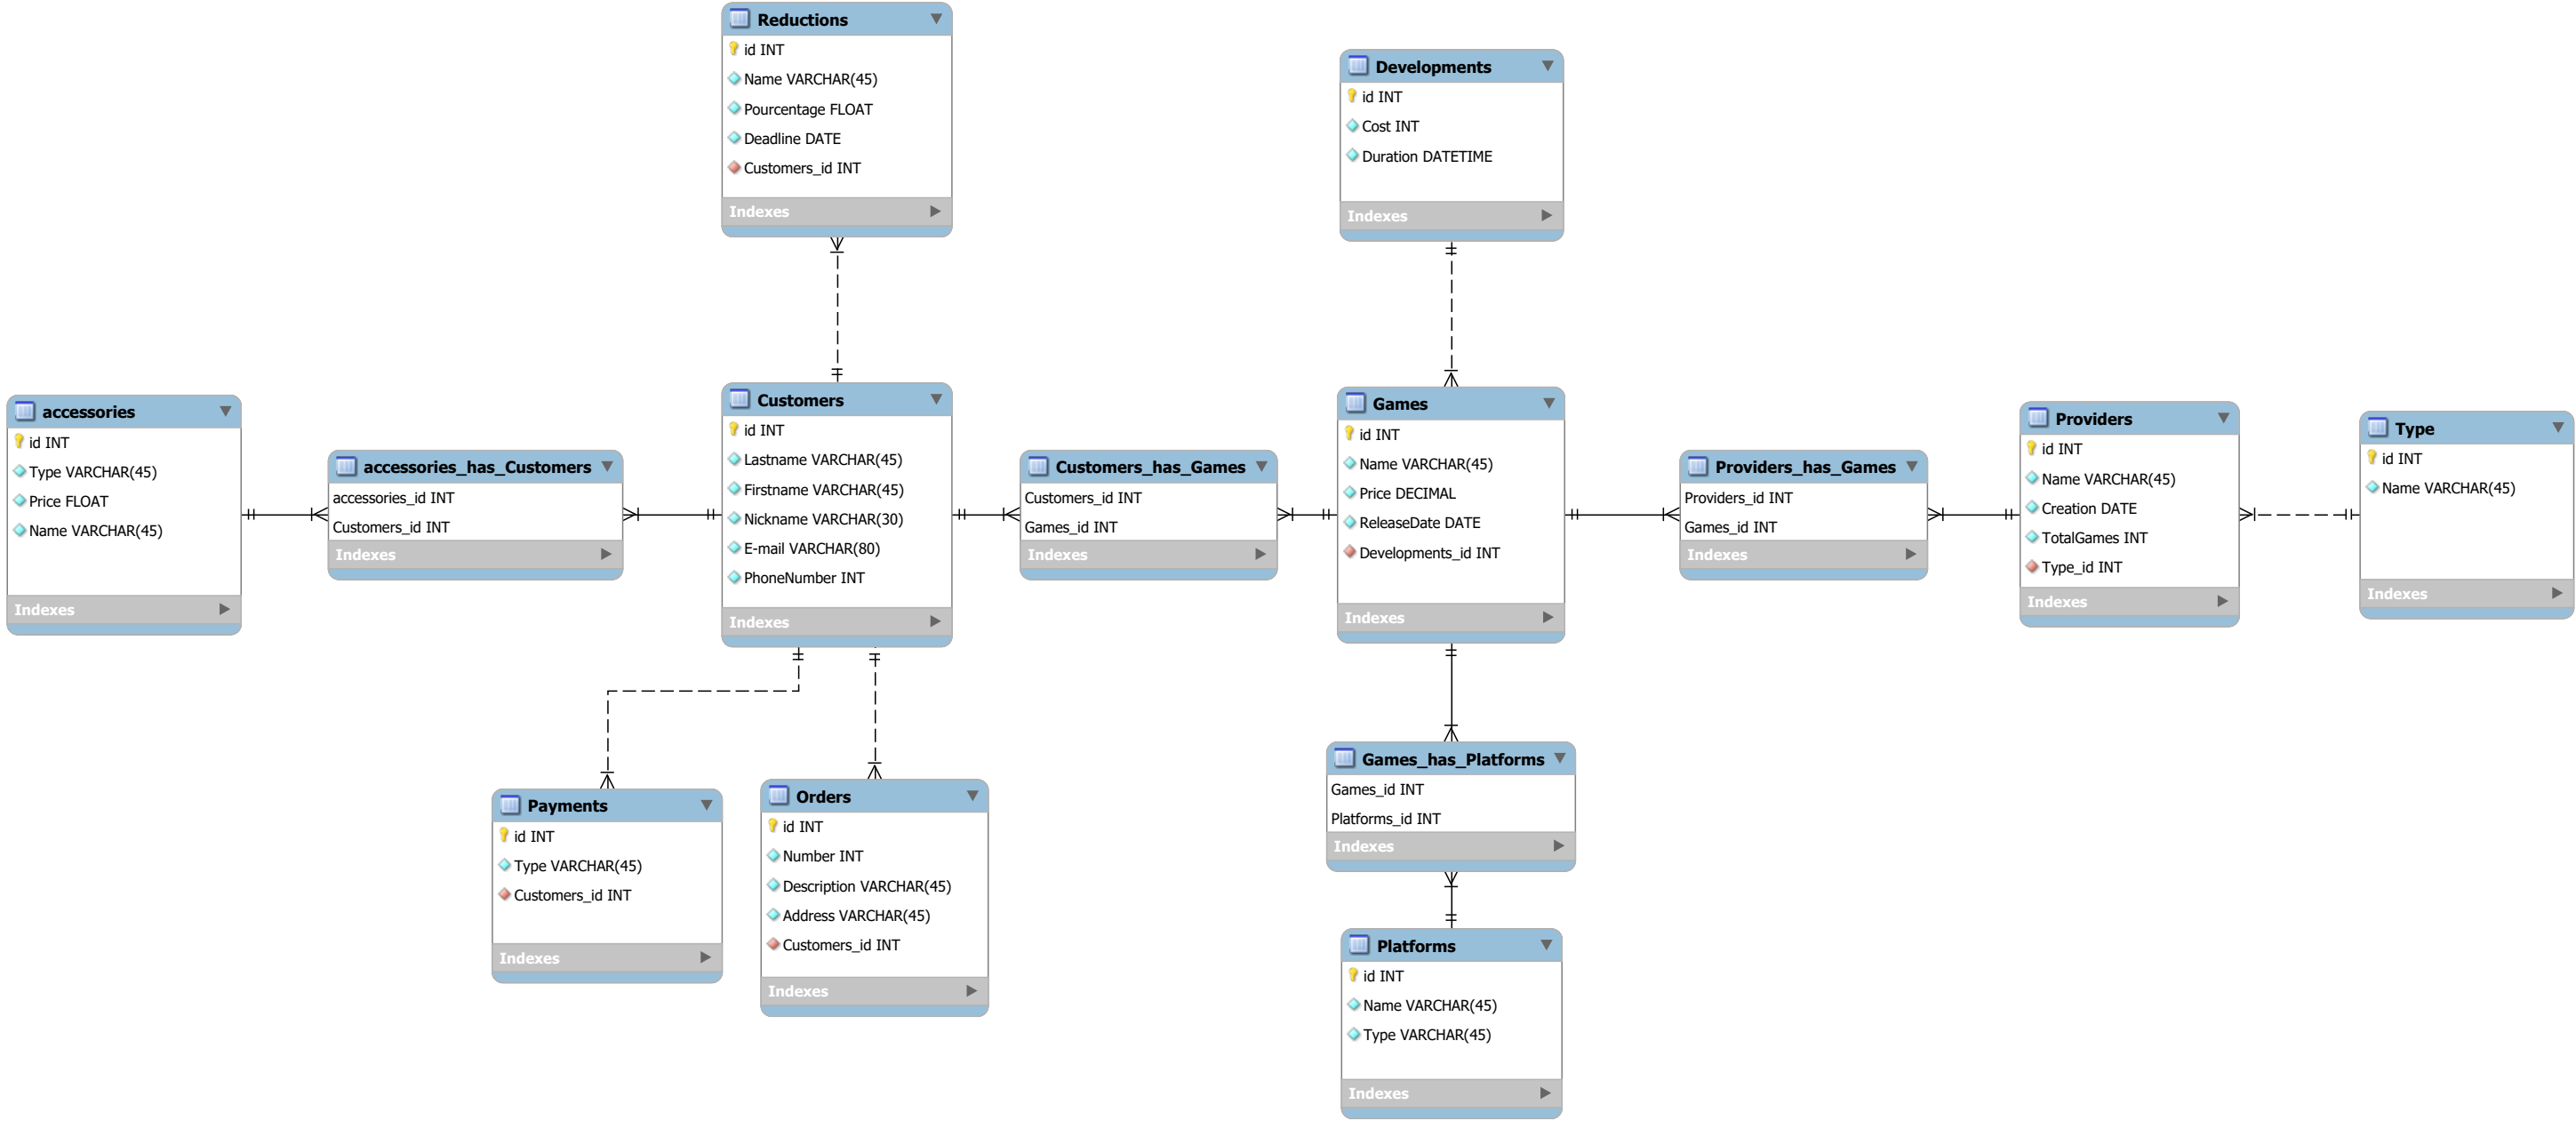 Reductions
id INT
Name VARCHAR(45)
Pourcentage FLOAT
Deadline DATE
Customers_id INT
Indexes
Developments
id INT
Cost INT
Duration DATETIME
Indexes
accessories
id INT
Type VARCHAR(45)
Price FLOAT
Name VARCHAR(45)
Indexes
accessories_has_Customers
accessories_id INT
Customers_id INT
Indexes
Customers
id INT
Lastname VARCHAR(45)
Firstname VARCHAR(45)
Nickname VARCHAR(30)
E-mail VARCHAR(80)
PhoneNumber INT
Indexes
Customers_has_Games
Customers_id INT
Games_id INT
Indexes
Games
id INT
Name VARCHAR(45)
Price DECIMAL
ReleaseDate DATE
Developments_id INT
Indexes
Providers_has_Games
Providers_id INT
Games_id INT
Indexes
Providers
id INT
Name VARCHAR(45)
Creation DATE
TotalGames INT
Type_id INT
Indexes
Type
id INT
Name VARCHAR(45)
Indexes
Payments
id INT
Type VARCHAR(45)
Customers_id INT
Indexes
Orders
id INT
Number INT
Description VARCHAR(45)
Address VARCHAR(45)
Customers_id INT
Indexes
Games_has_Platforms
Games_id INT
Platforms_id INT
Indexes
Platforms
id INT
Name VARCHAR(45)
Type VARCHAR(45)
Indexes